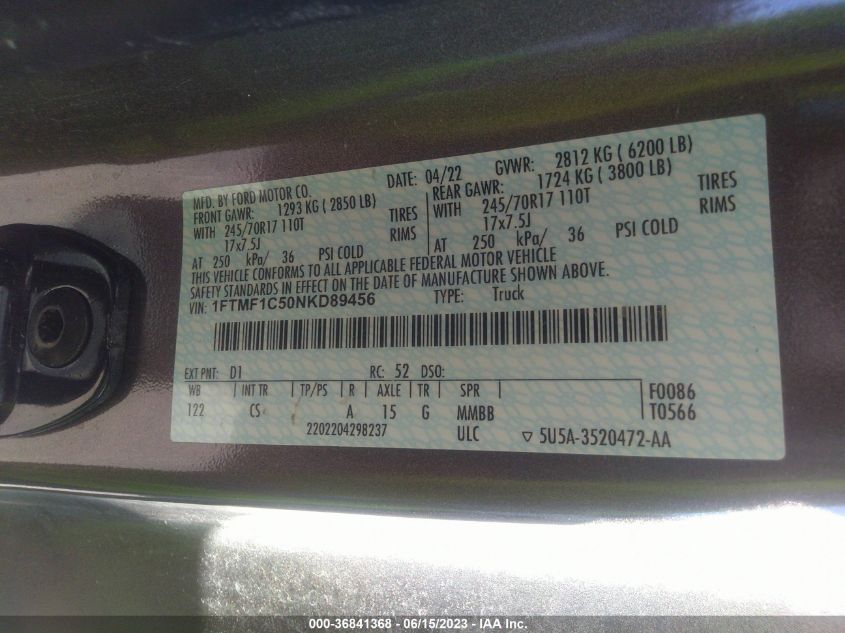 MFD. BY FORD MOTOR CO.
DATE: 04/22 GVWR: 2812 KG ( 6200 LB)
FRONT GAWR: 1293 KG ( 2850 LB) REAR GAWR: 1724 KG ( 3800 LB)
WITH 245/70R17 110T TIRES WITH 245/70R17 110T TIRES
17x7.5J RIMS 17x7.5J RIMS
AT 250 kPa/ 36 PSI COLD AT 250 kPa/ 36 PSI COLD
THIS VEHICLE CONFORMS TO ALL APPLICABLE FEDERAL MOTOR VEHICLE
SAFETY STANDARDS IN EFFECT ON THE DATE OF MANUFACTURE SHOWN ABOVE.
VIN: 1FTMF1C50NKD89456 TYPE: Truck
EXT PNT: D1 RC: 52 DSO:
WB INT TR TP/PS R AXLE TR SPR F0086
122 CS A 15 G MMBB T0566
2202204298237 ULC ▽ 5U5A-3520472-AA
000-36841368 - 06/15/2023 - IAA Inc.